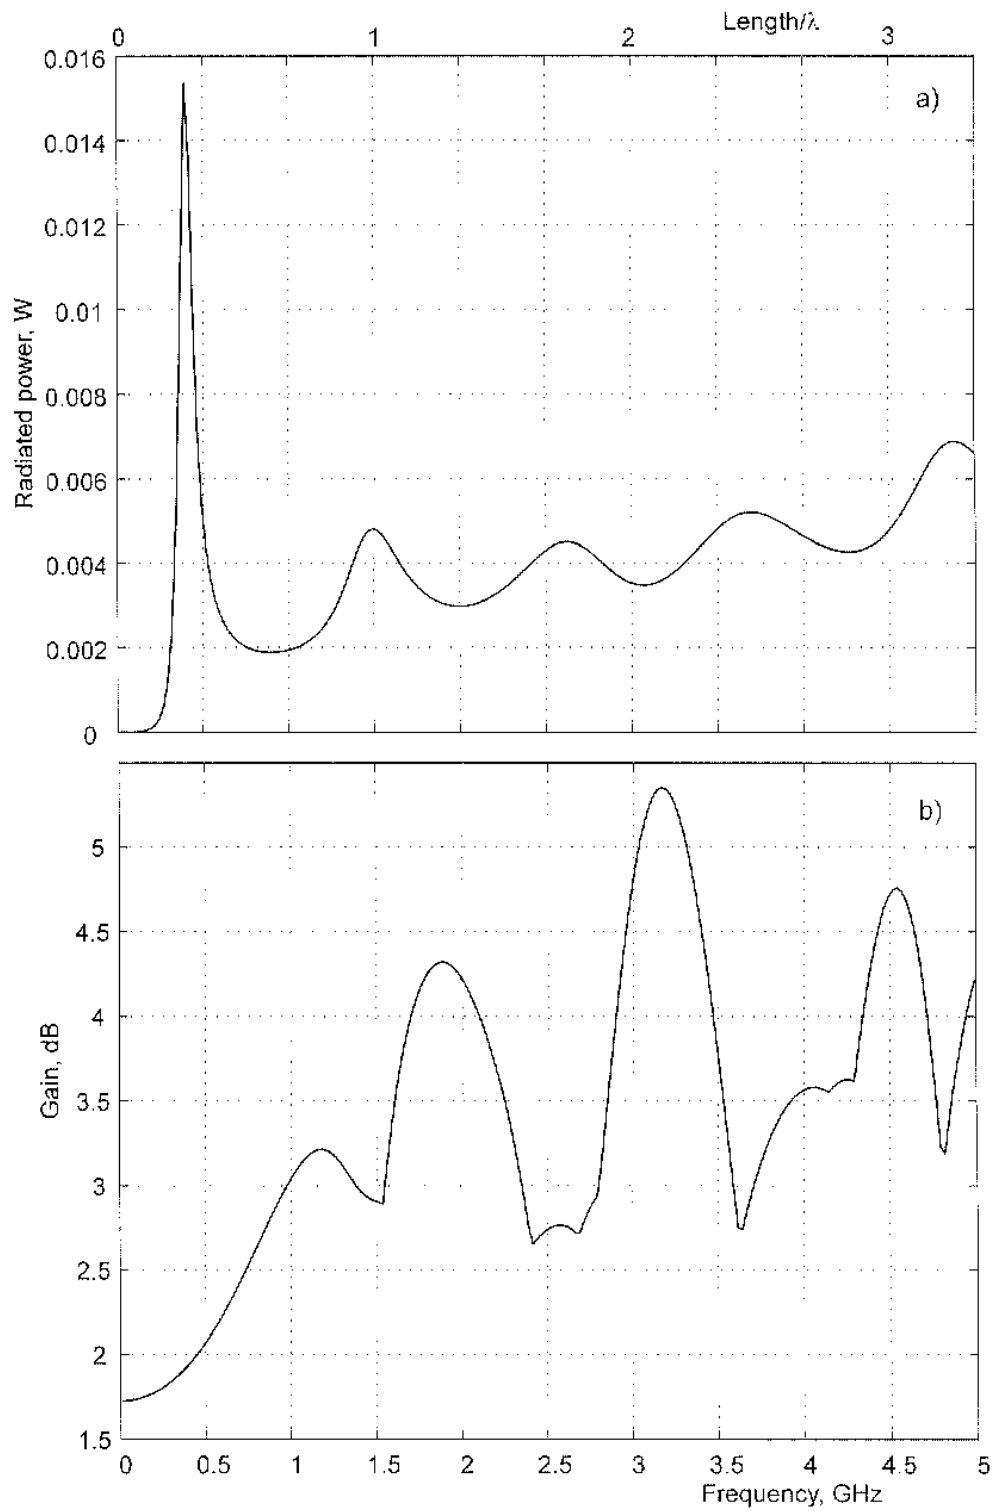 0 1 2 Length/λ 3
0.016
a)
0.014
0.012
0.01
0.008
0.006
0.004
0.002
0
Radiated power, W
b)
5
4.5
4
3.5
3
2.5
2
1.5
Gain, dB
0 0.5 1 1.5 2 2.5 3 3.5 4 4.5 5
Frequency, GHz